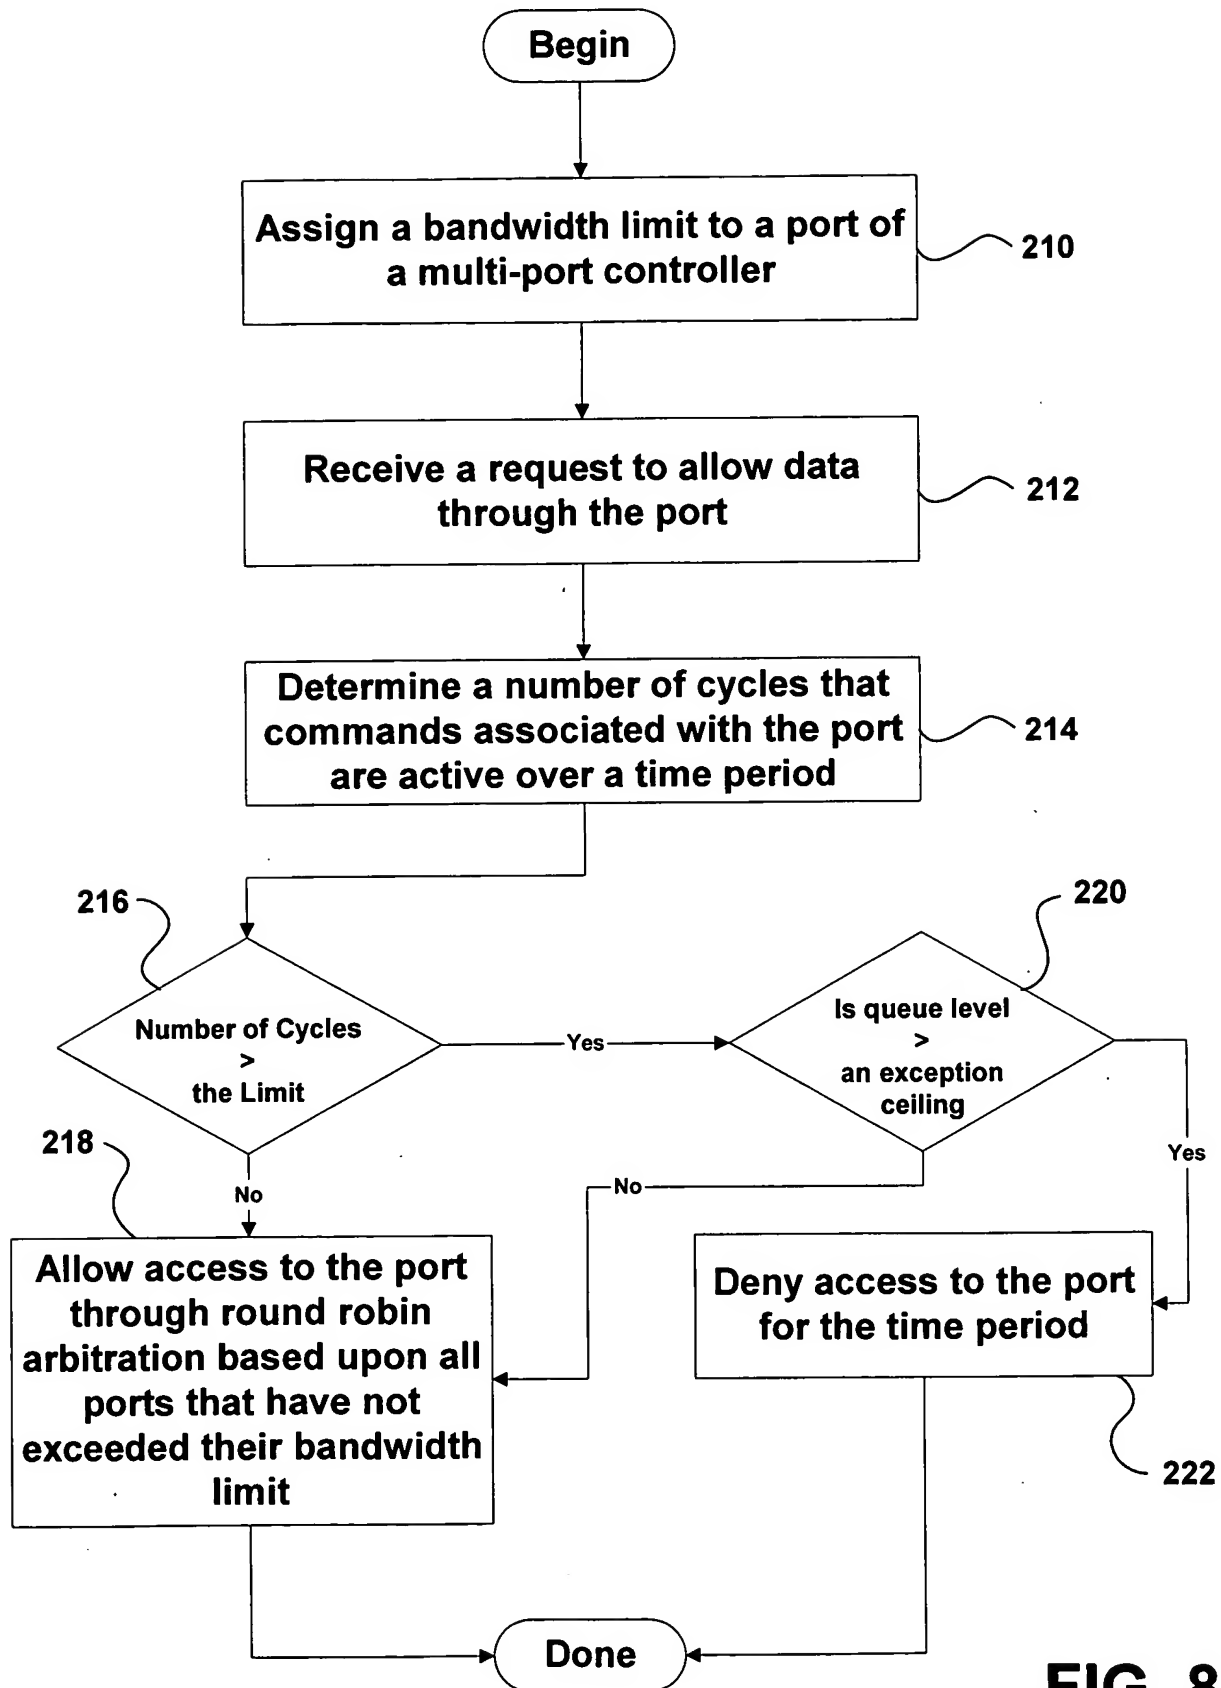 Begin
Assign a bandwidth limit to a port of
a multi-port controller
210
Receive a request to allow data
through the port
212
Determine a number of cycles that
commands associated with the port
are active over a time period
214
216
220
Number of Cycles
>
the Limit
Yes
Is queue level
>
an exception
ceiling
Yes
218
No
No
Allow access to the port
through round robin
arbitration based upon all
ports that have not
exceeded their bandwidth
limit
Deny access to the port
for the time period
222
Done
FIG. 8